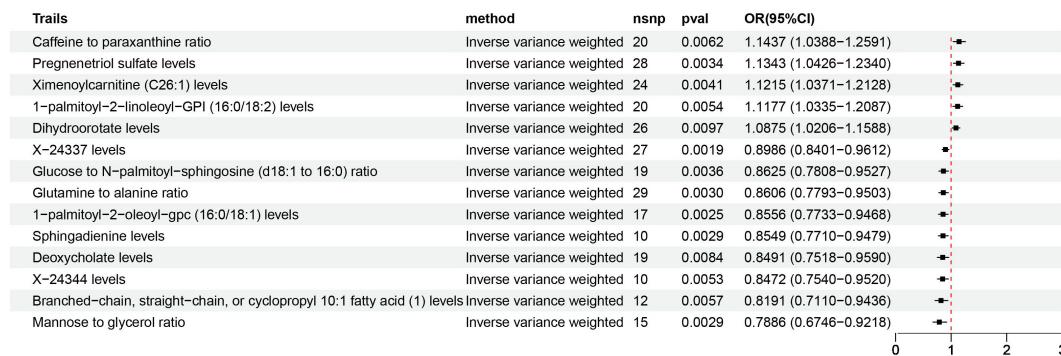 Trails method nsnp pval OR(95%CI)
Caffeine to paraxanthine ratio Inverse variance weighted 20 0.0062 1.1437 (1.0388−1.2591)
Pregnenetriol sulfate levels Inverse variance weighted 28 0.0034 1.1343 (1.0426−1.2340)
Ximenoylcarnitine (C26:1) levels Inverse variance weighted 24 0.0041 1.1215 (1.0371−1.2128)
1−palmitoyl−2−linoleoyl−GPI (16:0/18:2) levels Inverse variance weighted 20 0.0054 1.1177 (1.0335−1.2087)
Dihydroorotate levels Inverse variance weighted 26 0.0097 1.0875 (1.0206−1.1588)
X−24337 levels Inverse variance weighted 27 0.0019 0.8986 (0.8401−0.9612)
Glucose to N−palmitoyl−sphingosine (d18:1 to 16:0) ratio Inverse variance weighted 19 0.0036 0.8625 (0.7808−0.9527)
Glutamine to alanine ratio Inverse variance weighted 29 0.0030 0.8606 (0.7793−0.9503)
1−palmitoyl−2−oleoyl−gpc (16:0/18:1) levels Inverse variance weighted 17 0.0025 0.8556 (0.7733−0.9468)
Sphingadienine levels Inverse variance weighted 10 0.0029 0.8549 (0.7710−0.9479)
Deoxycholate levels Inverse variance weighted 19 0.0084 0.8491 (0.7518−0.9590)
X−24344 levels Inverse variance weighted 10 0.0053 0.8472 (0.7540−0.9520)
Branched−chain, straight−chain, or cyclopropyl 10:1 fatty acid (1) levels Inverse variance weighted 12 0.0057 0.8191 (0.7110−0.9436)
Mannose to glycerol ratio Inverse variance weighted 15 0.0029 0.7886 (0.6746−0.9218)
0 1 2